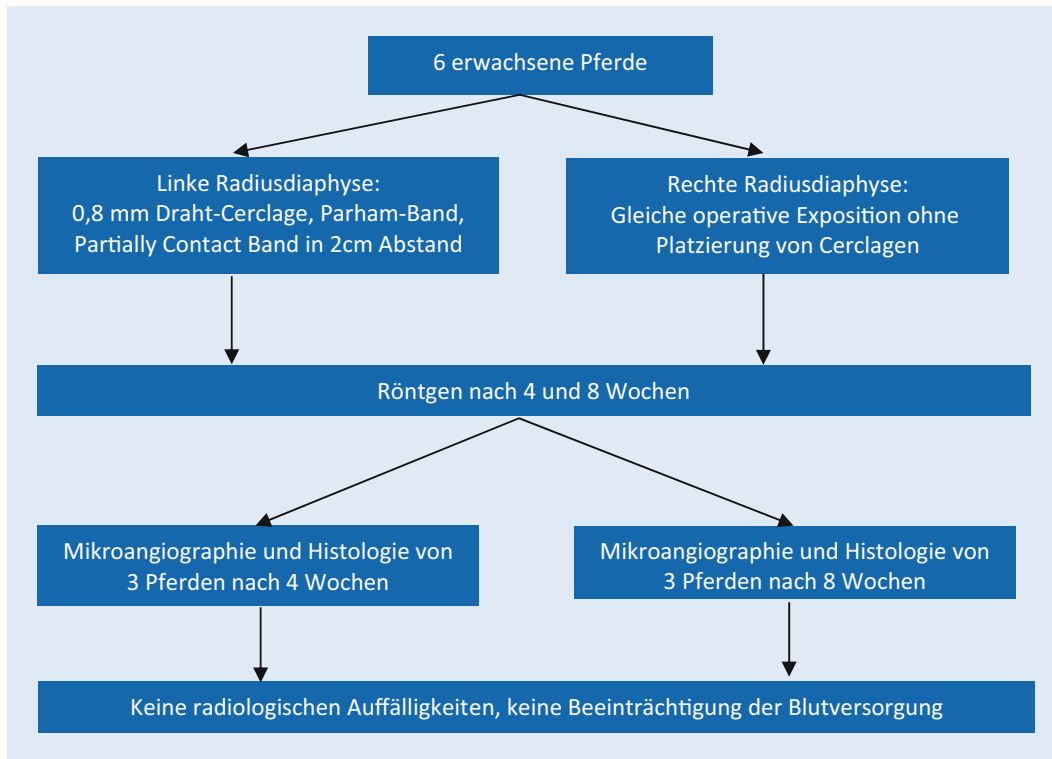 6 erwachsene Pferde
Linke Radiusdiaphyse:
0,8 mm Draht-Cerclage, Parham-Band,
Partially Contact Band in 2cm Abstand
Rechte Radiusdiaphyse:
Gleiche operative Exposition ohne
Platzierung von Cerclagen
Röntgen nach 4 und 8 Wochen
Mikroangiographie und Histologie von
3 Pferden nach 4 Wochen
Mikroangiographie und Histologie von
3 Pferden nach 8 Wochen
Keine radiologischen Auffälligkeiten, keine Beeinträchtigung der Blutversorgung